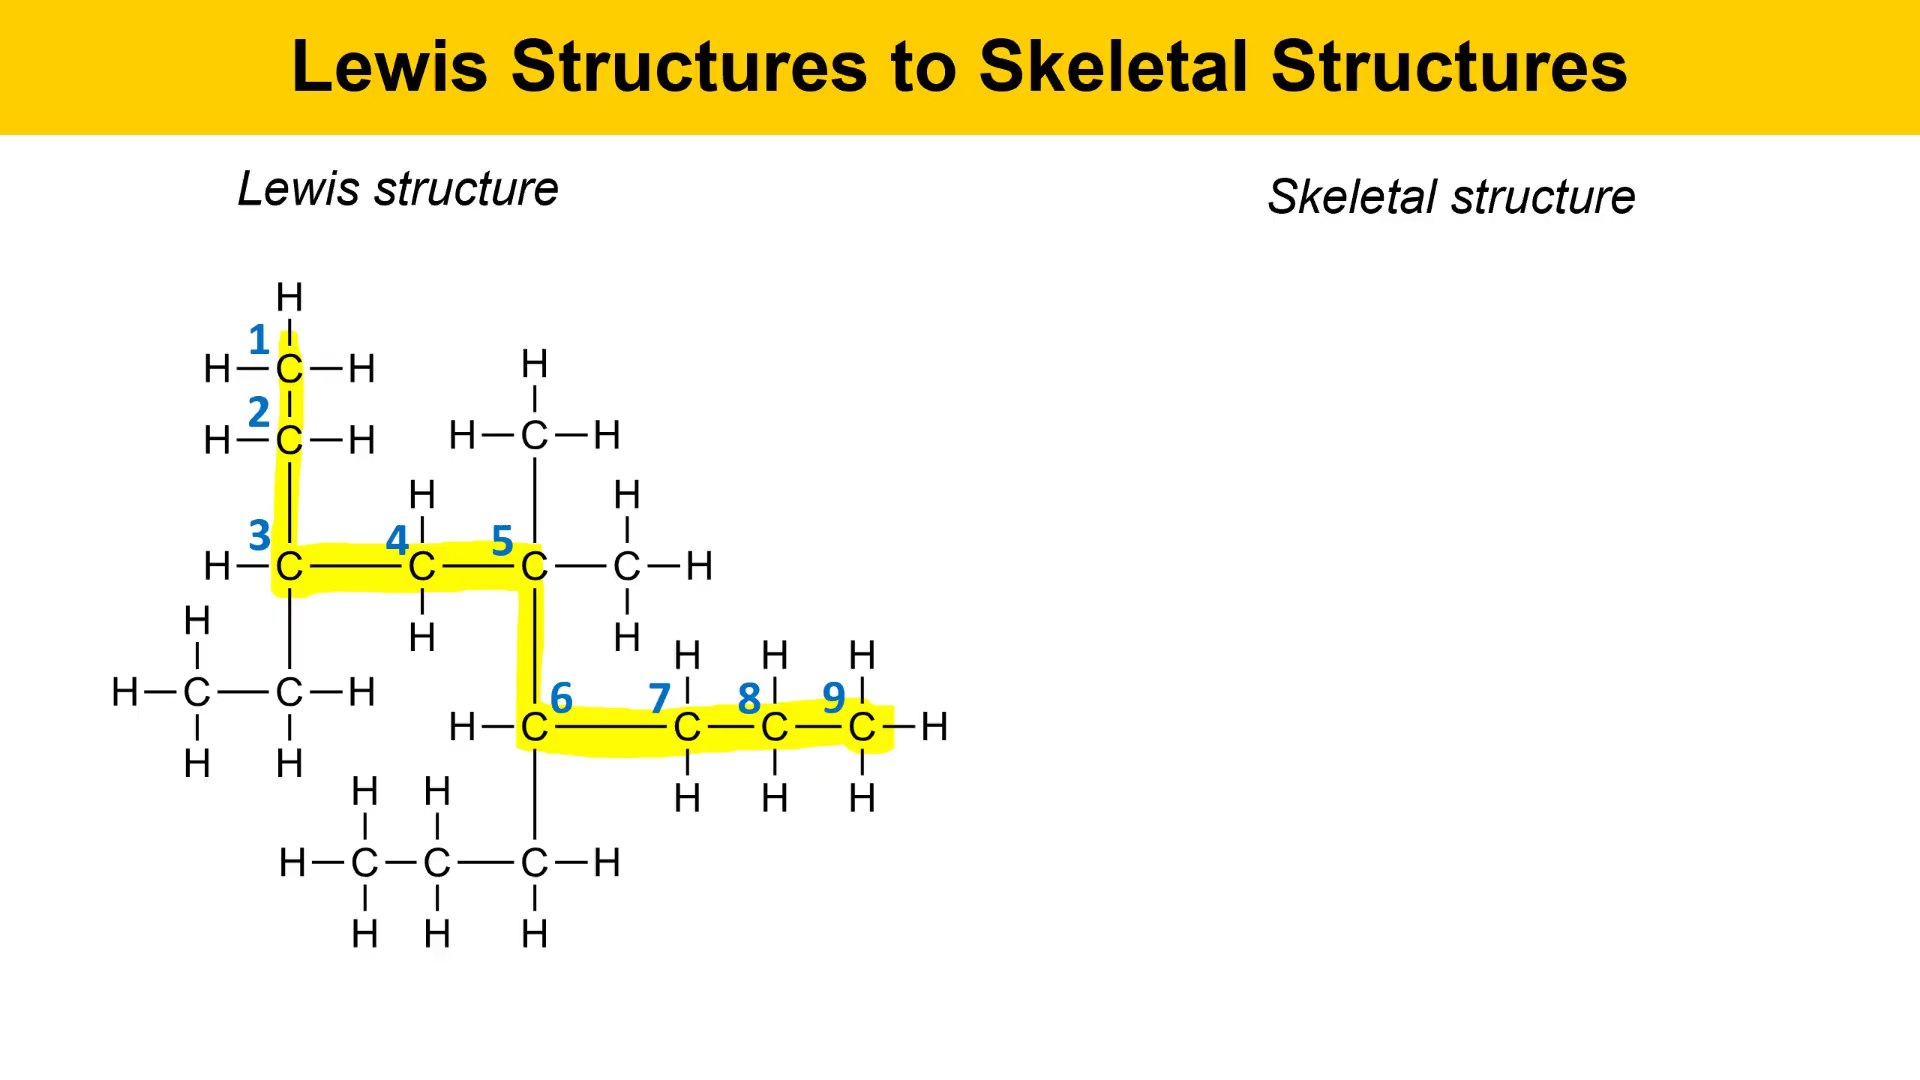 Lewis Structures to Skeletal Structures
Lewis structure
Skeletal structure
H
1
H C H
H
2
H C H
H C H
H H
3 4 5
H C C C C H
H
H H
H H H
6 7 8 9
H C C H
H C C C C H
H H
H H H
H H
H C C C H
H H H